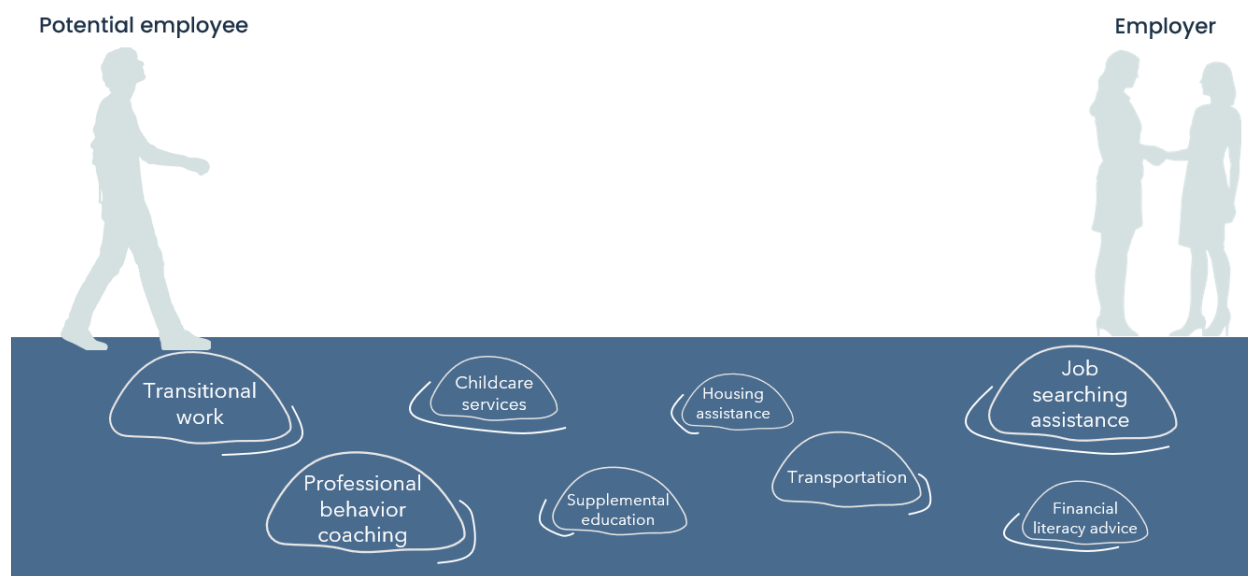 Potential employee
Employer
Transitional
work
Childcare
services
Housing
assistance
Job
searching
assistance
Professional
behavior
coaching
Supplemental
education
Transportation
Financial
literacy advice